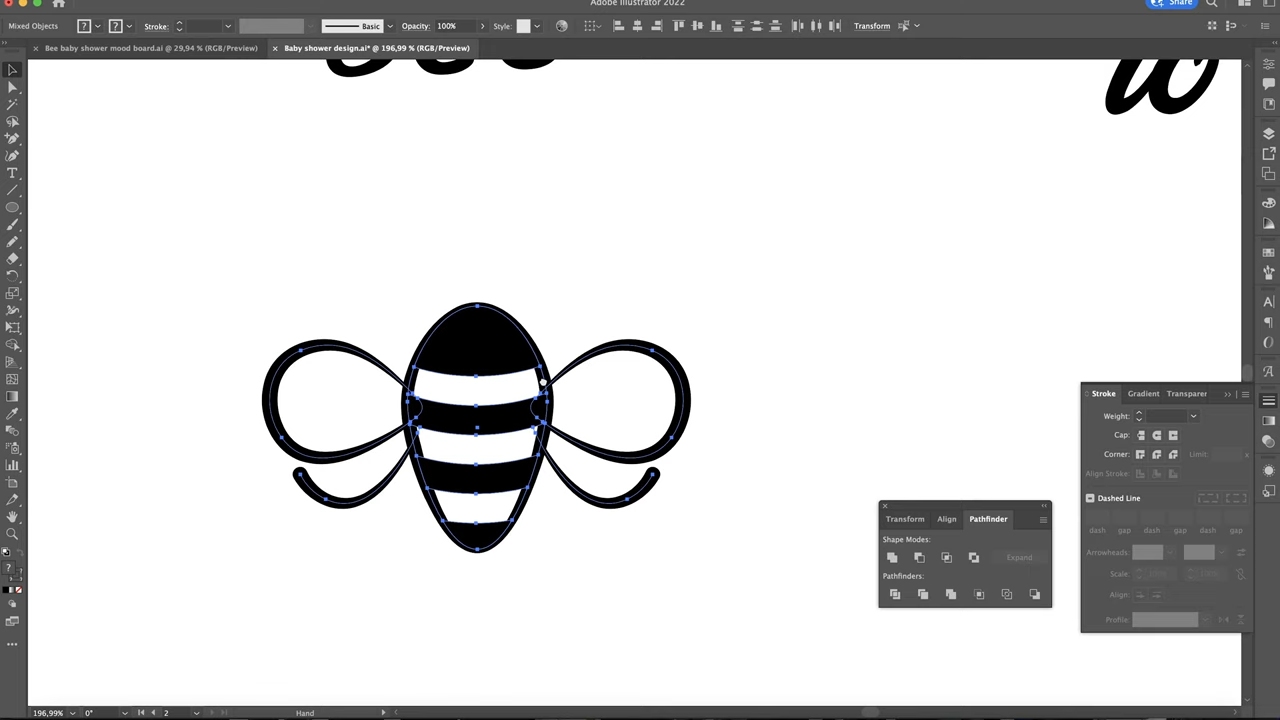 Adobe Illustrator 2022
Share
Mixed Objects
Stroke:
Basic
Opacity: 100%
Style:
Transform
Bee baby shower mood board.ai @ 29,94 % (RGB/Preview)
Baby shower design.ai* @ 196,99 % (RGB/Preview)
w
Stroke
Gradient
Transparer
Weight:
Cap:
Corner:
Limit:
Align Stroke:
Dashed Line
dash gap dash gap dash gap
Arrowheads:
Scale: 100% 100%
Align:
Profile:
Transform
Align
Pathfinder
Shape Modes:
Expand
Pathfinders:
196,99%
0°
2
Hand